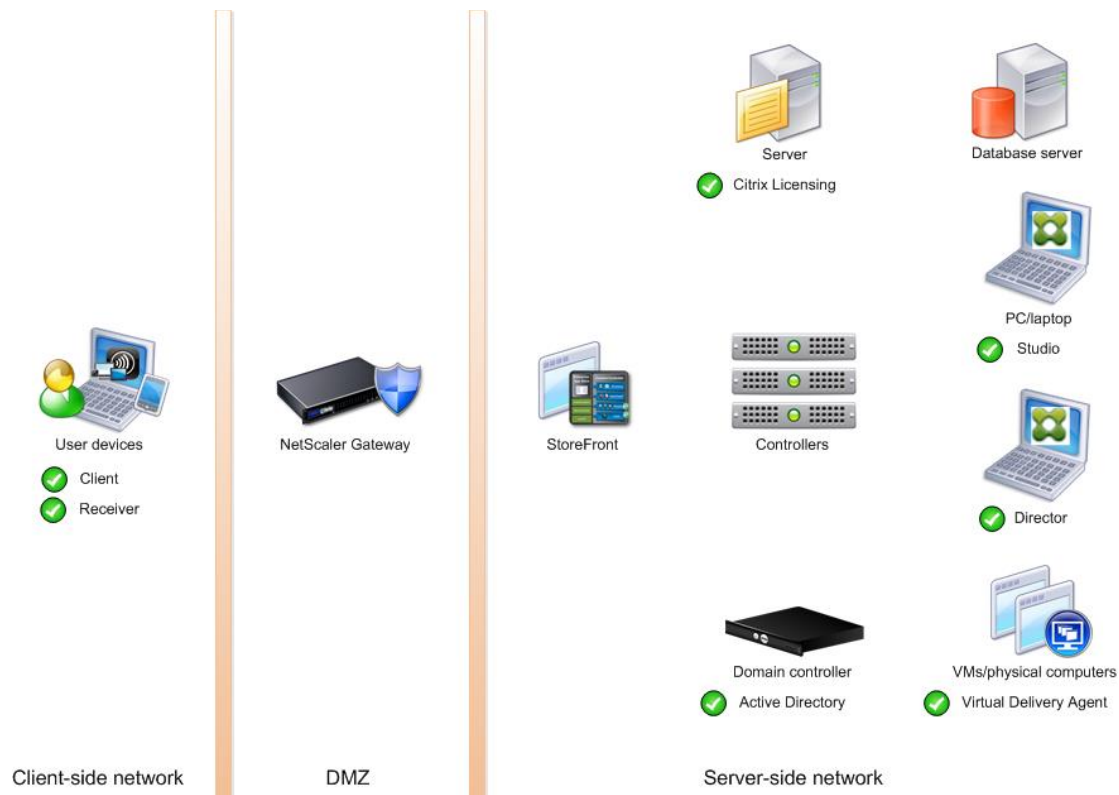 Server
Citrix Licensing
Database server
PC/laptop
Studio
User devices
Client
Receiver
NetScaler Gateway
StoreFront
Controllers
Director
Domain controller
Active Directory
VMs/physical computers
Virtual Delivery Agent
Client-side network
DMZ
Server-side network